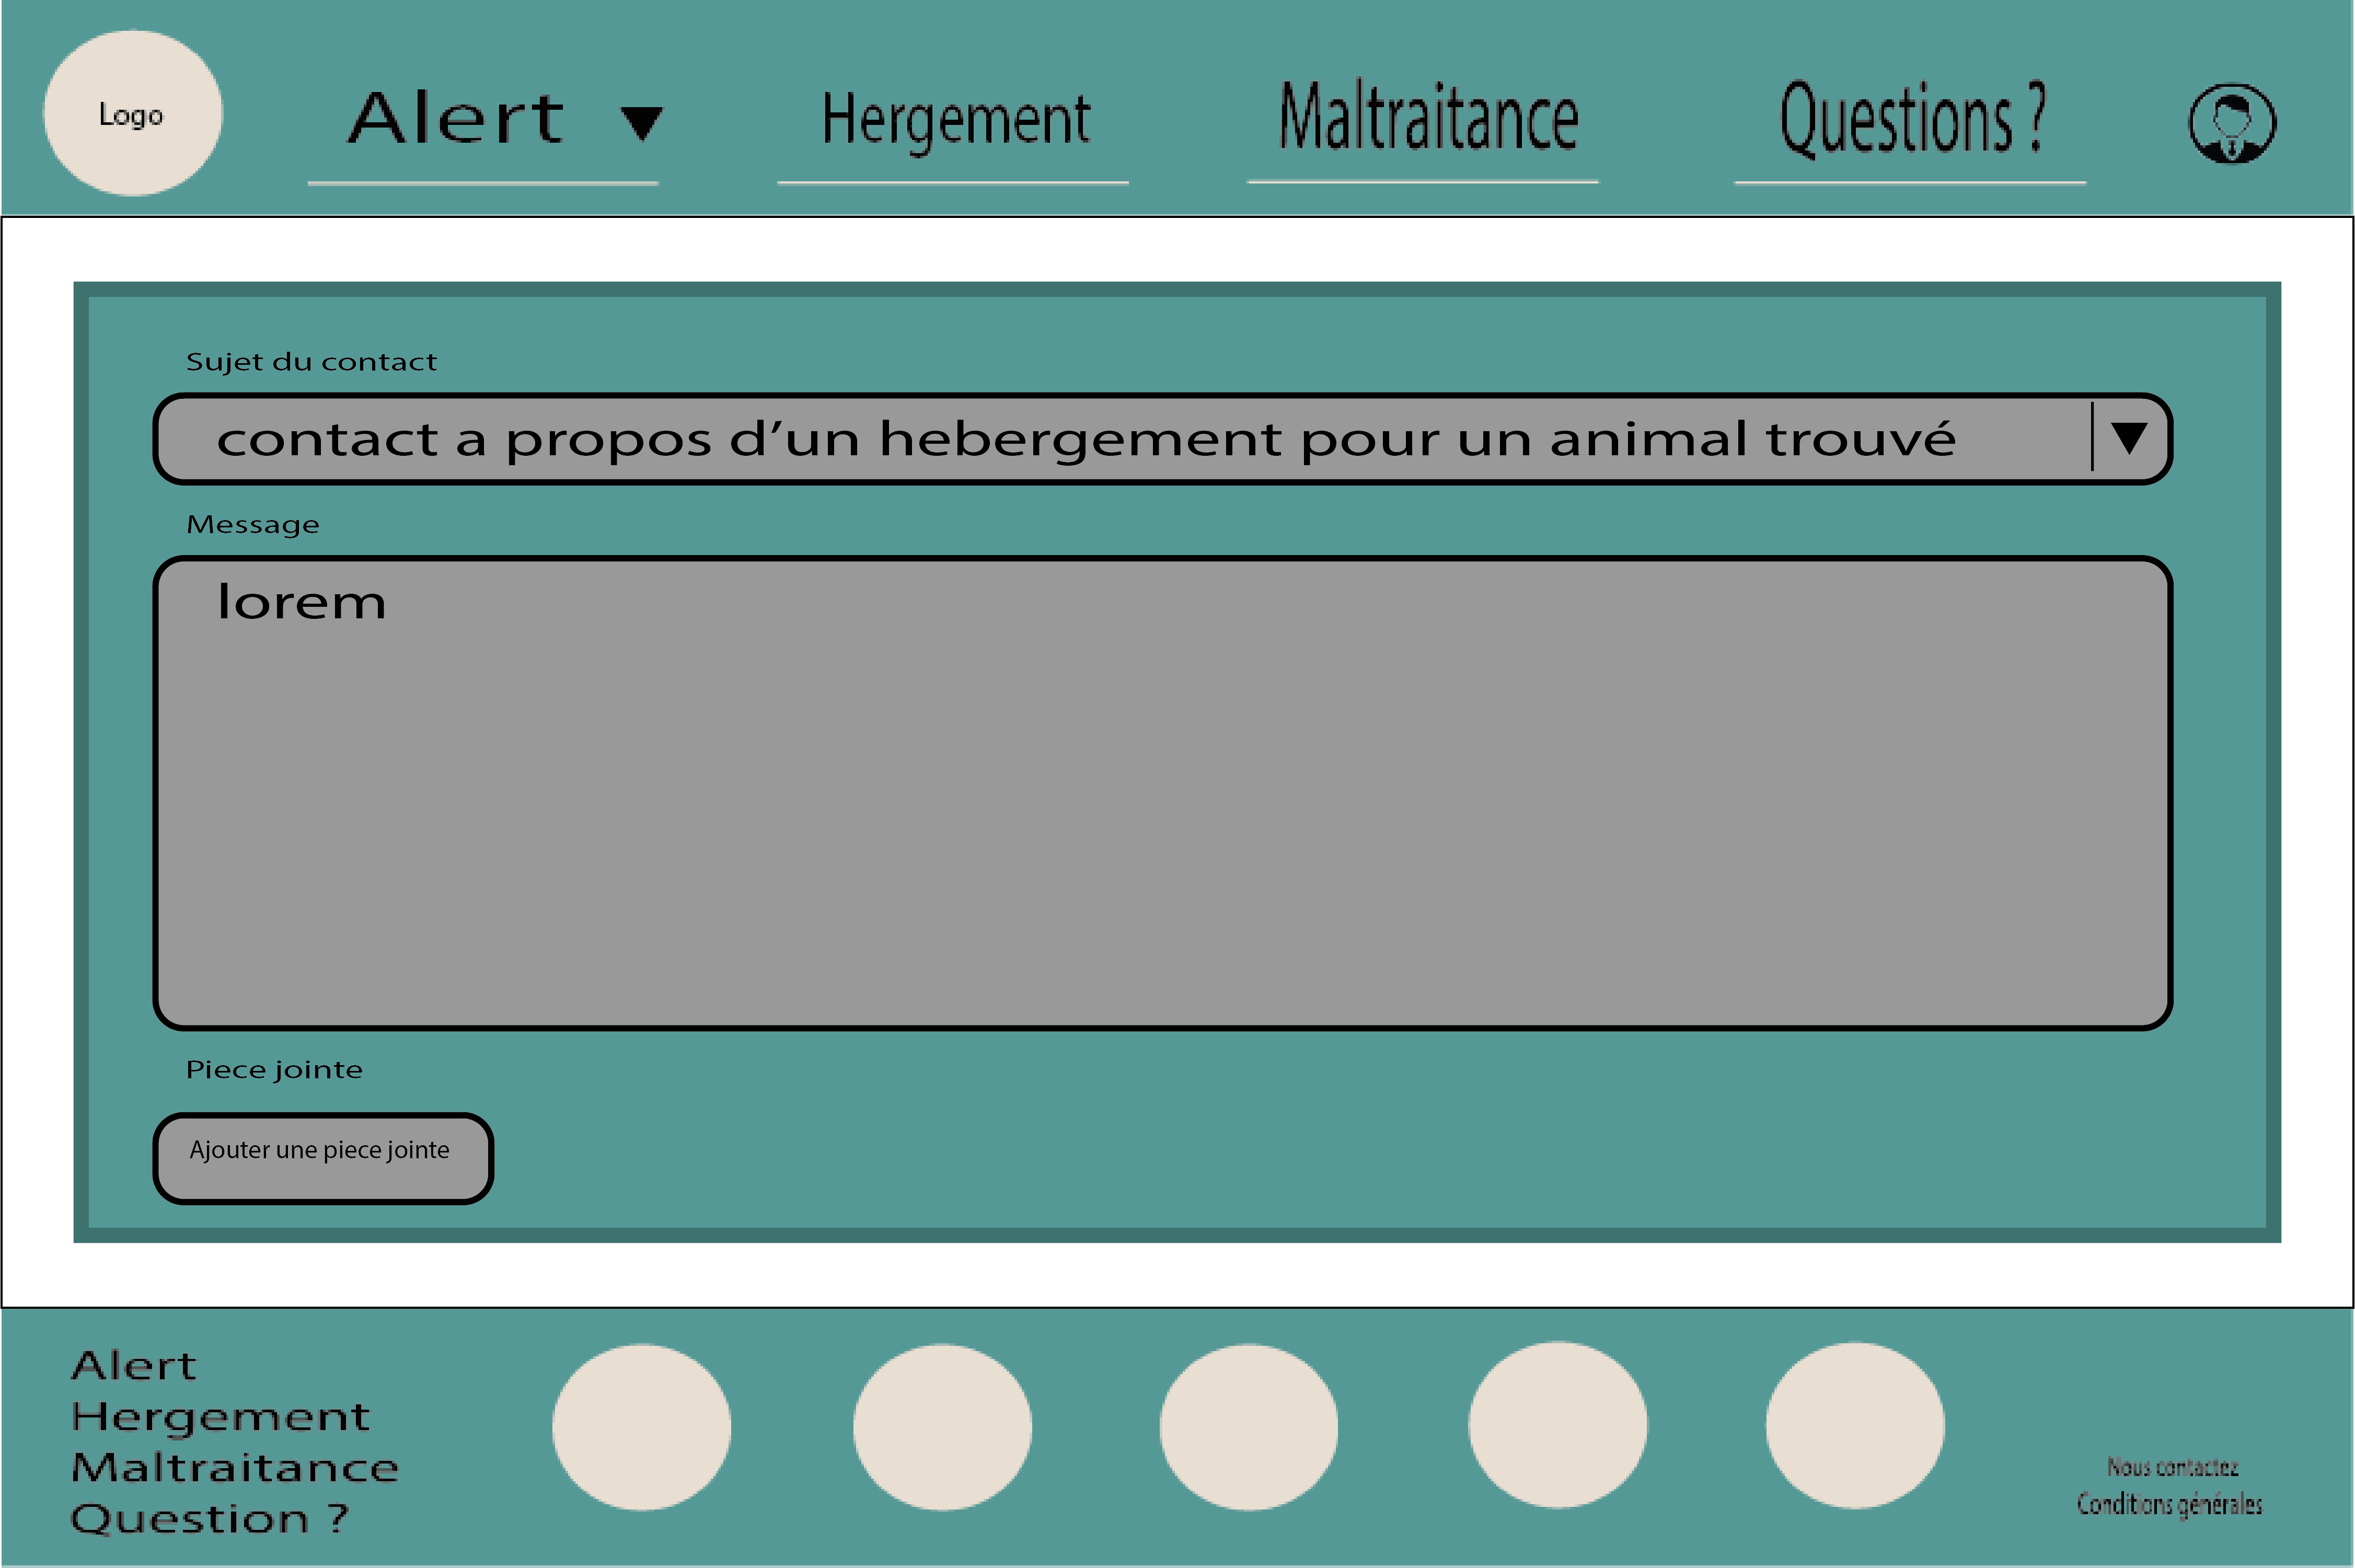 Logo
Alert
Hergement
Maltraitance
Questions ?
Sujet du contact
contact a propos d’un hebergement pour un animal trouvé
Message
lorem
Piece jointe
Ajouter une piece jointe
Alert
Hergement
Maltraitance
Question ?
Nous contactez
Conditions générales